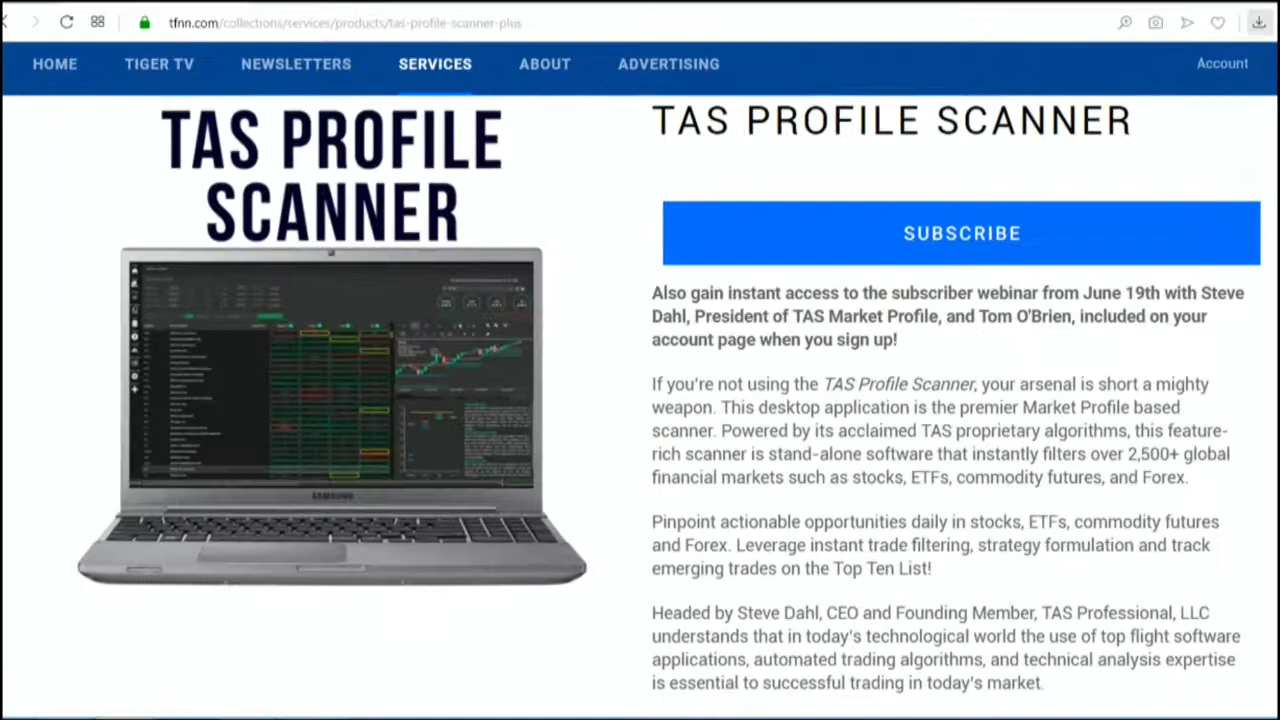 tfnn.com/collections/services/products/tas-profile-scanner-plus
HOME TIGER TV NEWSLETTERS SERVICES ABOUT ADVERTISING Account
TAS PROFILE
SCANNER
SAMSUNG
TAS PROFILE SCANNER
SUBSCRIBE
Also gain instant access to the subscriber webinar from June 19th with Steve
Dahl, President of TAS Market Profile, and Tom O'Brien, included on your
account page when you sign up!
If you're not using the TAS Profile Scanner, your arsenal is short a mighty
weapon. This desktop application is the premier Market Profile based
scanner. Powered by its acclaimed TAS proprietary algorithms, this feature-
rich scanner is stand-alone software that instantly filters over 2,500+ global
financial markets such as stocks, ETFs, commodity futures, and Forex.
Pinpoint actionable opportunities daily in stocks, ETFs, commodity futures
and Forex. Leverage instant trade filtering, strategy formulation and track
emerging trades on the Top Ten List!
Headed by Steve Dahl, CEO and Founding Member, TAS Professional, LLC
understands that in today's technological world the use of top flight software
applications, automated trading algorithms, and technical analysis expertise
is essential to successful trading in today's market.